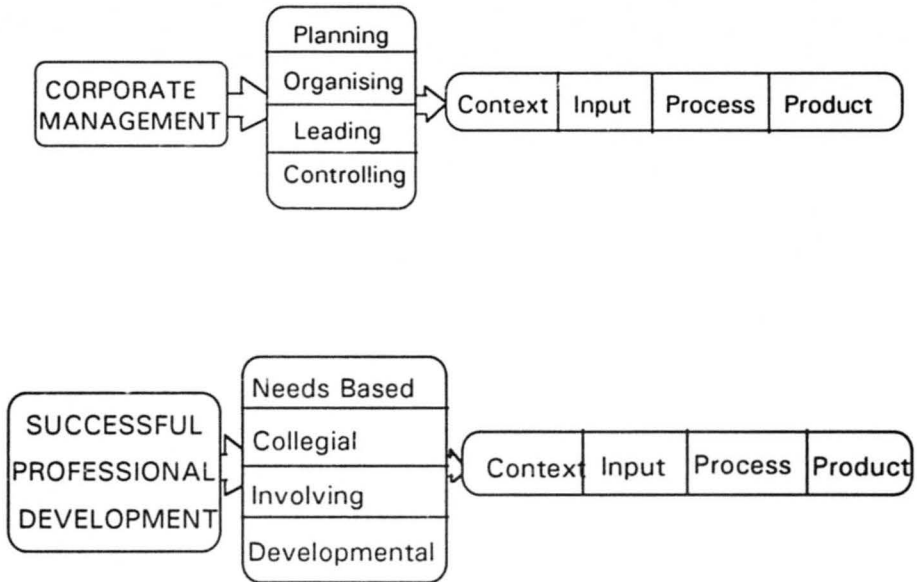 CORPORATE
MANAGEMENT
Planning
Organising
Leading
Controlling
Context Input Process Product
SUCCESSFUL
PROFESSIONAL
DEVELOPMENT
Needs Based
Collegial
Involving
Developmental
Context Input Process Product